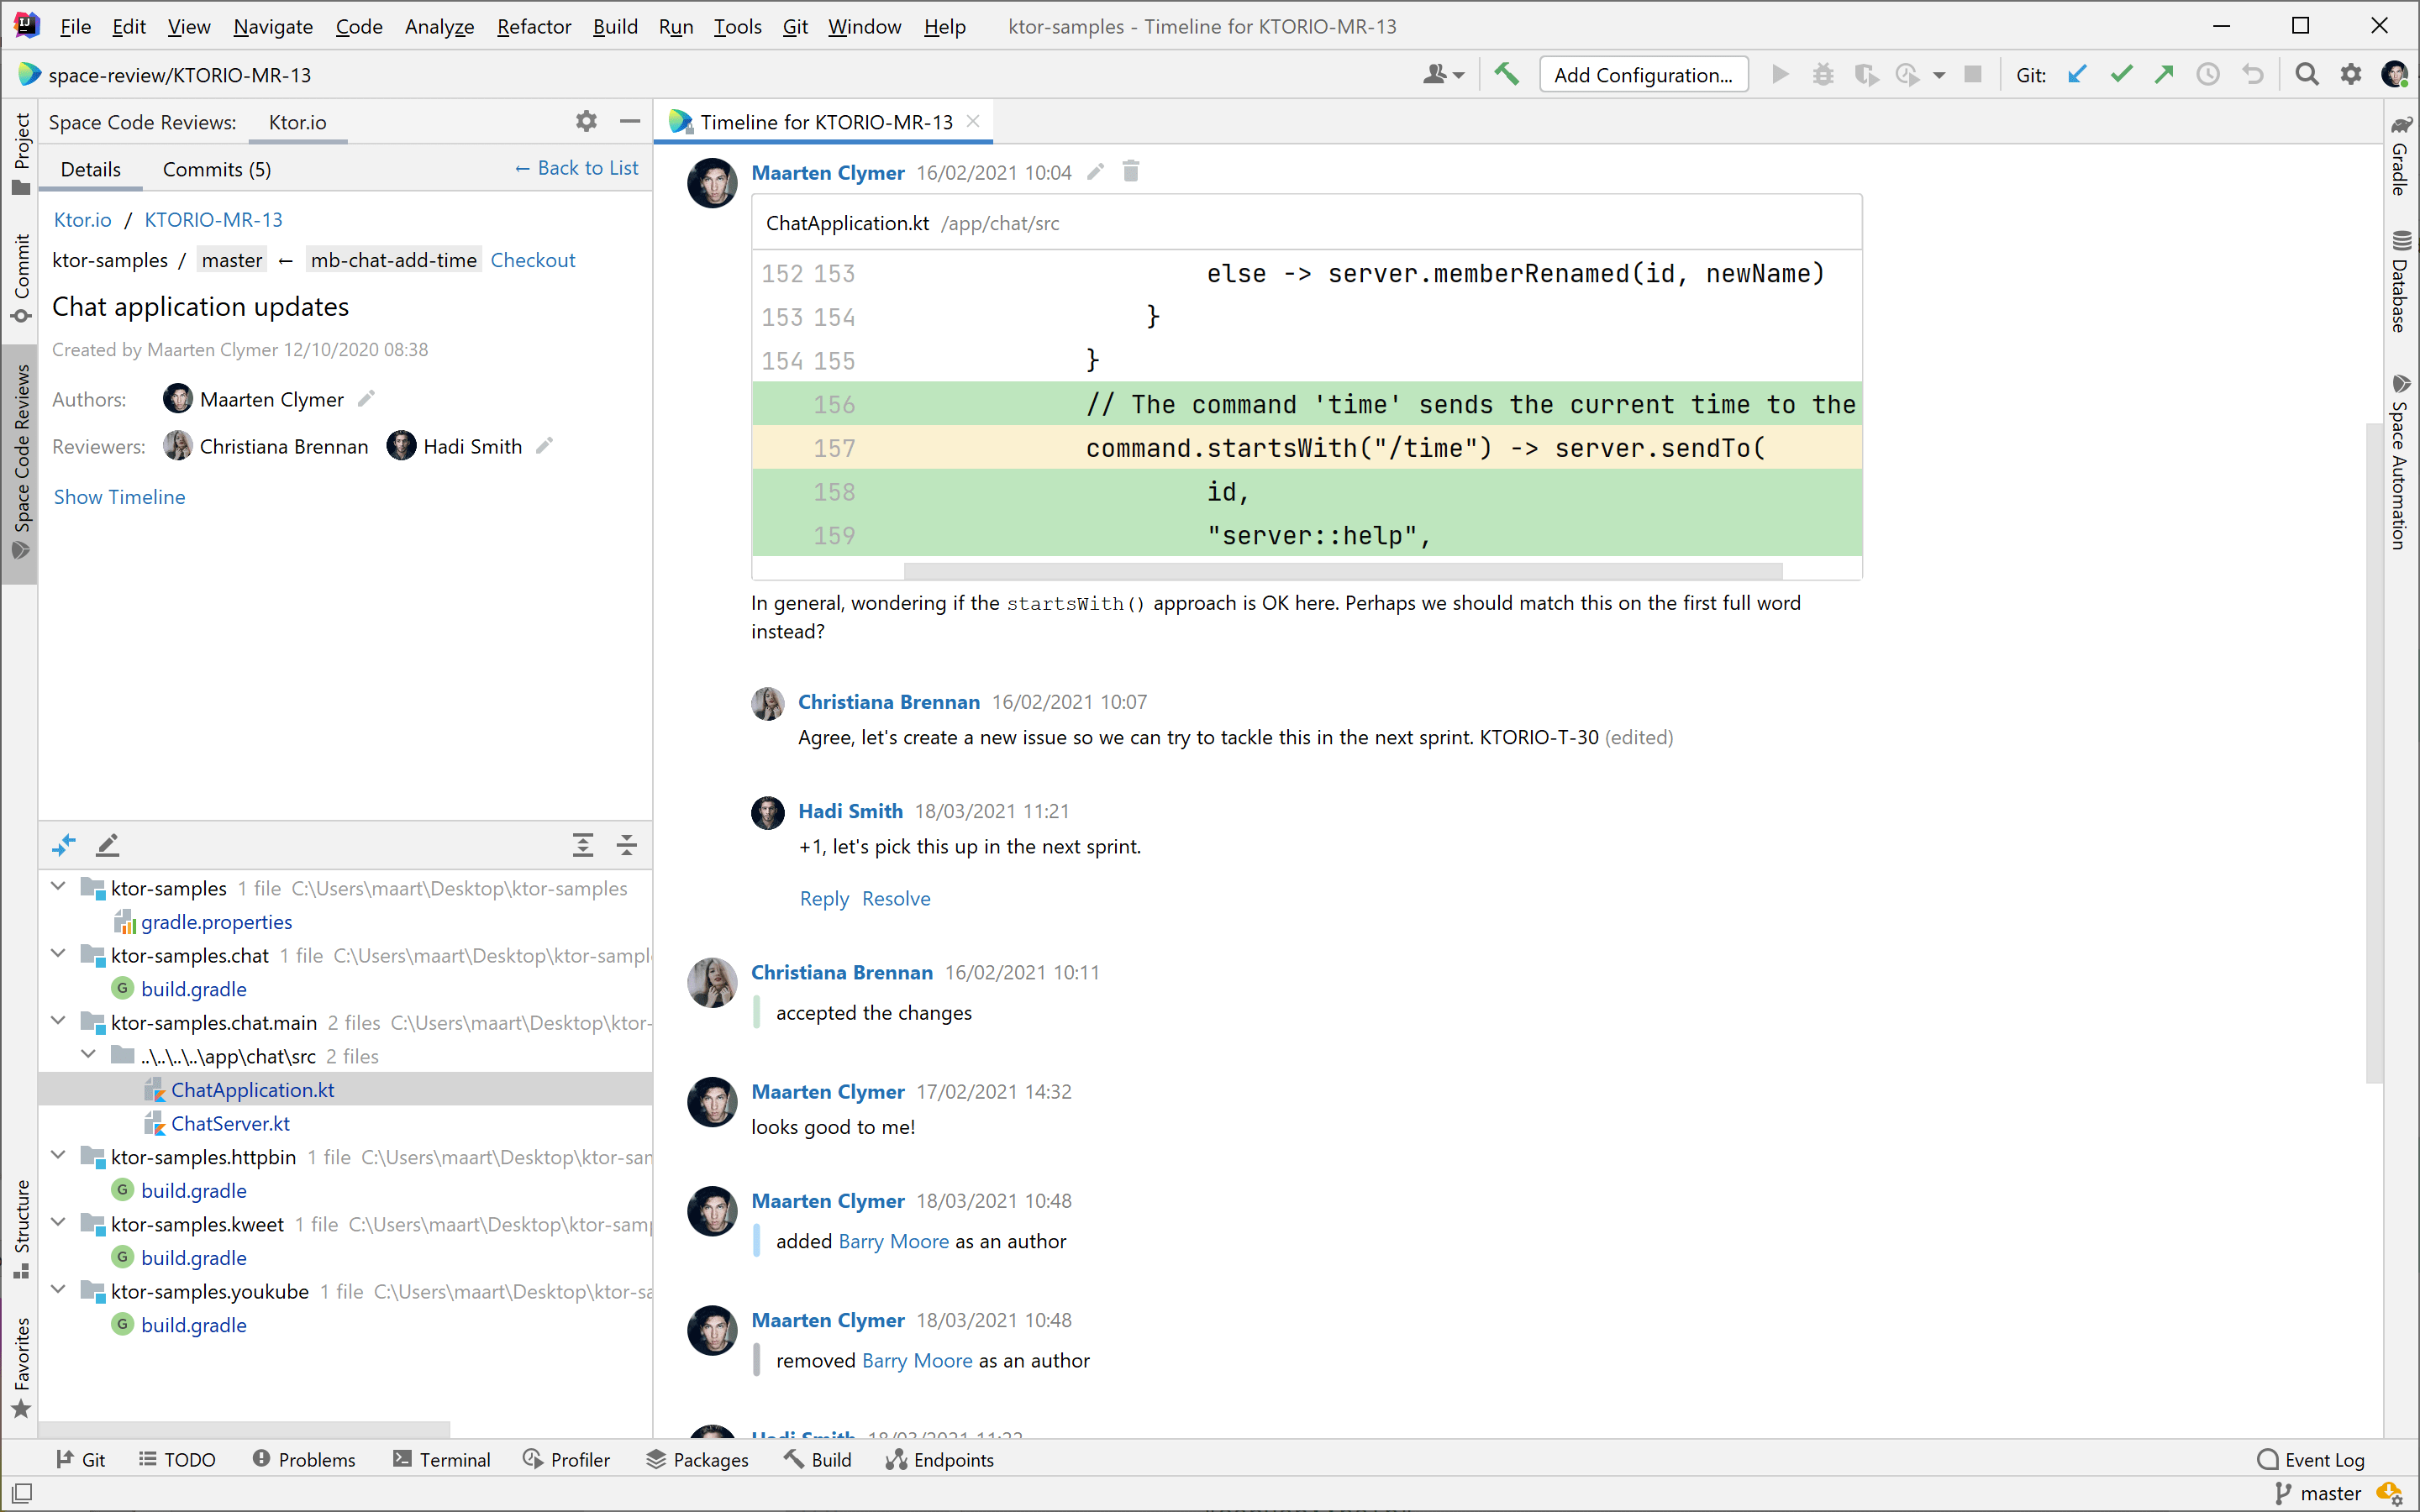 File Edit View Navigate Code Analyze Refactor Build Run Tools Git Window Help ktor-samples - Timeline for KTORIO-MR-13
space-review/KTORIO-MR-13
Add Configuration...
Git:
Project
Commit
Space Code Reviews
Structure
Favorites
Space Code Reviews: Ktor.io
Details Commits (5) ← Back to List
Ktor.io / KTORIO-MR-13
ktor-samples / master ← mb-chat-add-time Checkout
Chat application updates
Created by Maarten Clymer 12/10/2020 08:38
Authors: Maarten Clymer
Reviewers: Christiana Brennan Hadi Smith
Show Timeline
ktor-samples 1 file C:\Users\maart\Desktop\ktor-samples
gradle.properties
ktor-samples.chat 1 file C:\Users\maart\Desktop\ktor-sampl
G build.gradle
ktor-samples.chat.main 2 files C:\Users\maart\Desktop\ktor-
..\..\..\..\app\chat\src 2 files
ChatApplication.kt
ChatServer.kt
ktor-samples.httpbin 1 file C:\Users\maart\Desktop\ktor-sam
G build.gradle
ktor-samples.kweet 1 file C:\Users\maart\Desktop\ktor-samp
G build.gradle
ktor-samples.youkube 1 file C:\Users\maart\Desktop\ktor-sa
G build.gradle
Timeline for KTORIO-MR-13
Maarten Clymer 16/02/2021 10:04
ChatApplication.kt /app/chat/src
152 153 else -> server.memberRenamed(id, newName)
153 154 }
154 155 }
156 // The command 'time' sends the current time to the
157 command.startsWith("/time") -> server.sendTo(
158 id,
159 "server::help",
In general, wondering if the startsWith() approach is OK here. Perhaps we should match this on the first full word
instead?
Christiana Brennan 16/02/2021 10:07
Agree, let's create a new issue so we can try to tackle this in the next sprint. KTORIO-T-30 (edited)
Hadi Smith 18/03/2021 11:21
+1, let's pick this up in the next sprint.
Reply Resolve
Christiana Brennan 16/02/2021 10:11
accepted the changes
Maarten Clymer 17/02/2021 14:32
looks good to me!
Maarten Clymer 18/03/2021 10:48
added Barry Moore as an author
Maarten Clymer 18/03/2021 10:48
removed Barry Moore as an author
Hadi Smith 18/03/2021 11:22
Gradle
Database
Space Automation
Git TODO Problems Terminal Profiler Packages Build Endpoints Event Log
master